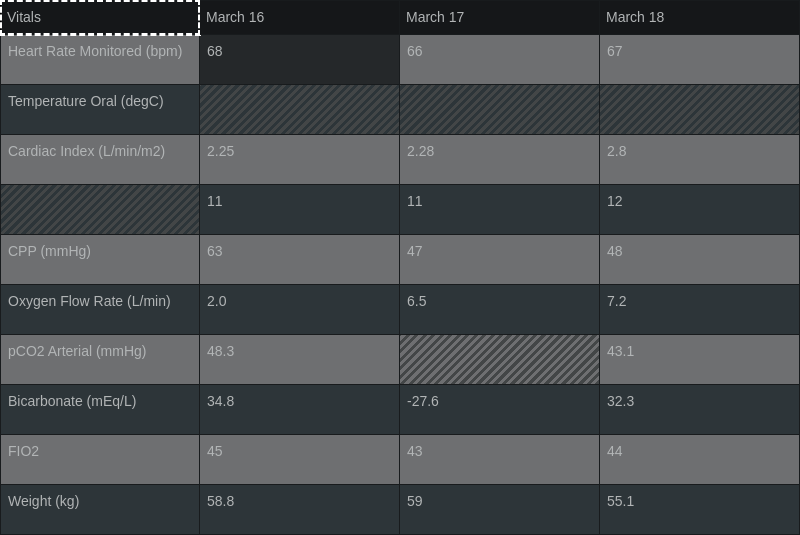 Vitals March 16 March 17 March 18
Heart Rate Monitored (bpm) 68 66 67
Temperature Oral (degC)
Cardiac Index (L/min/m2) 2.25 2.28 2.8
11 11 12
CPP (mmHg) 63 47 48
Oxygen Flow Rate (L/min) 2.0 6.5 7.2
pCO2 Arterial (mmHg) 48.3 43.1
Bicarbonate (mEq/L) 34.8 -27.6 32.3
FIO2 45 43 44
Weight (kg) 58.8 59 55.1